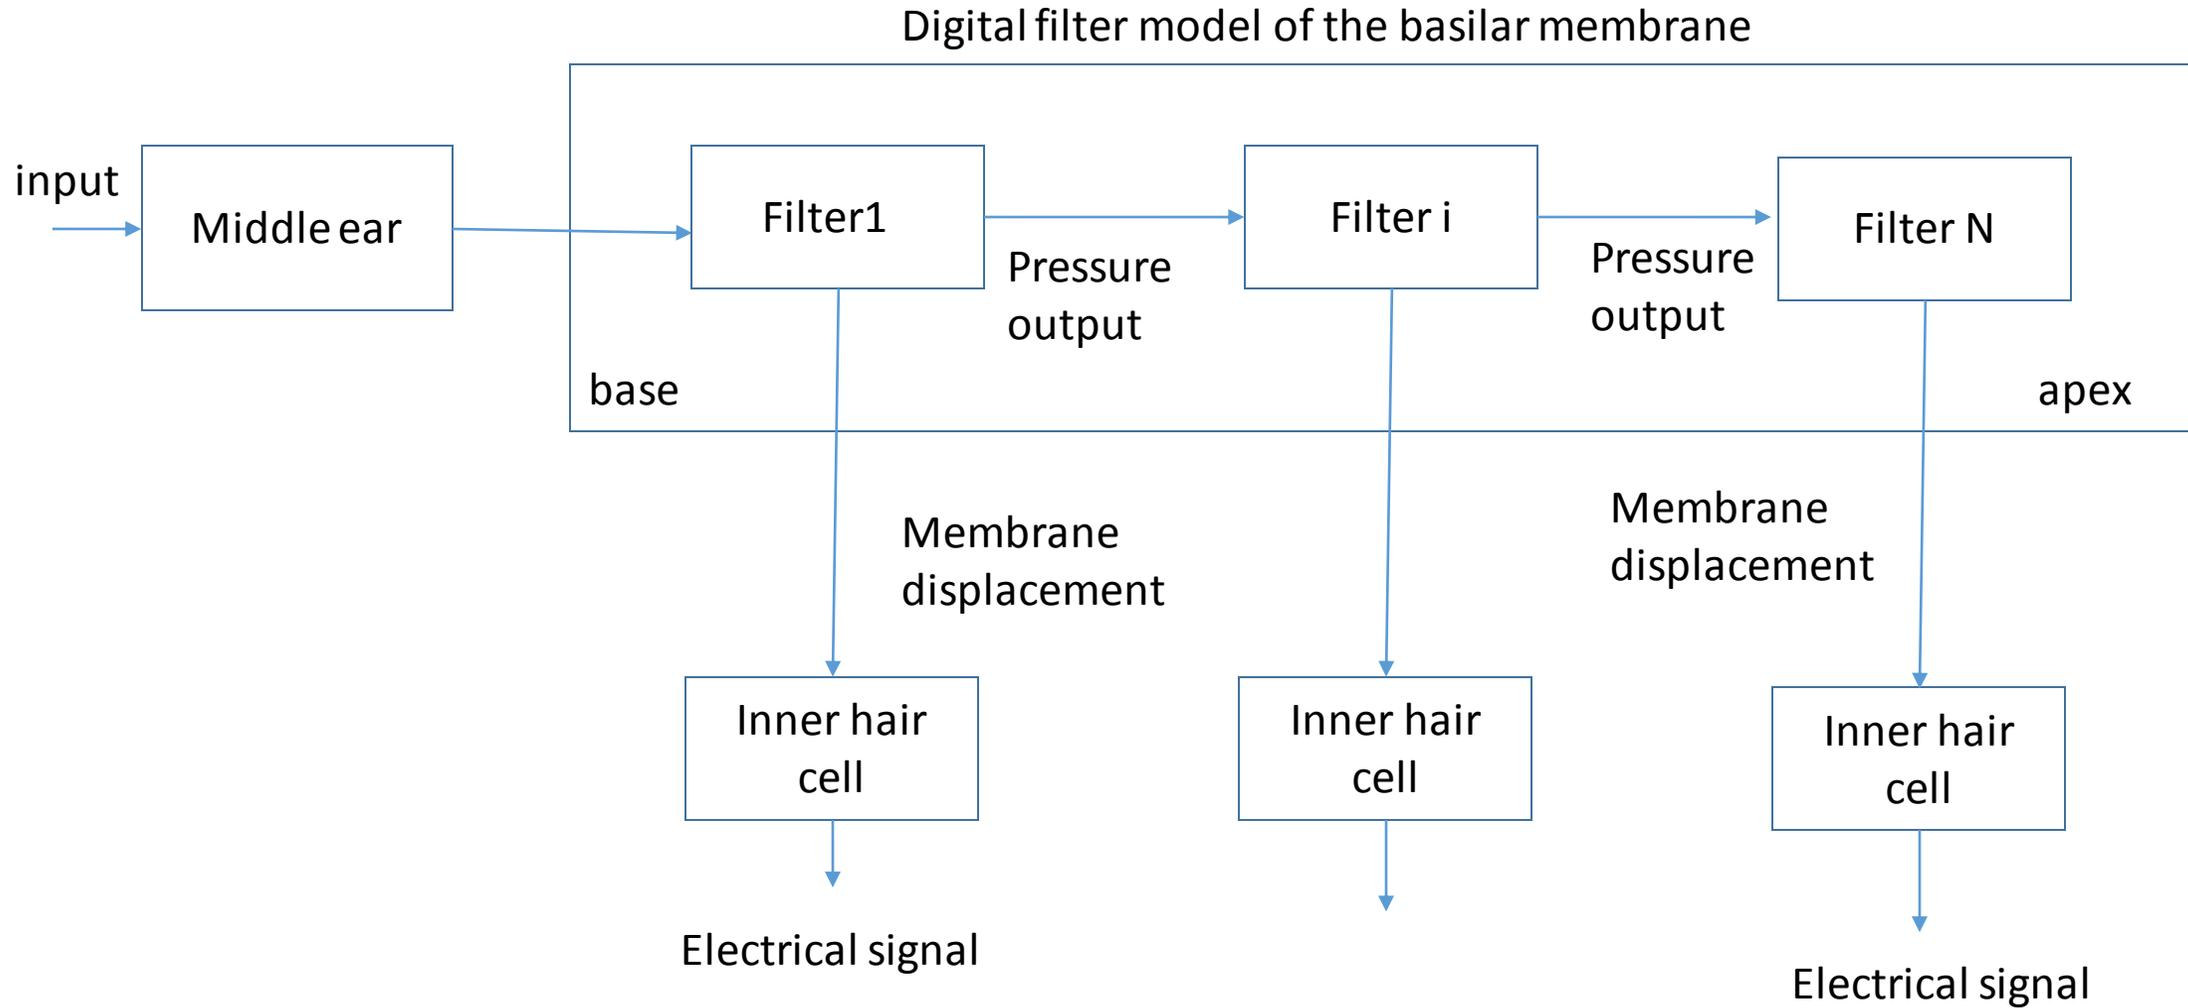 Digital filter model of the basilar membrane
input
Middle ear
Filter1
Filter i
Filter N
Pressure
output
Pressure
output
base
apex
Membrane
displacement
Membrane
displacement
Inner hair
cell
Inner hair
cell
Inner hair
cell
Electrical signal
Electrical signal